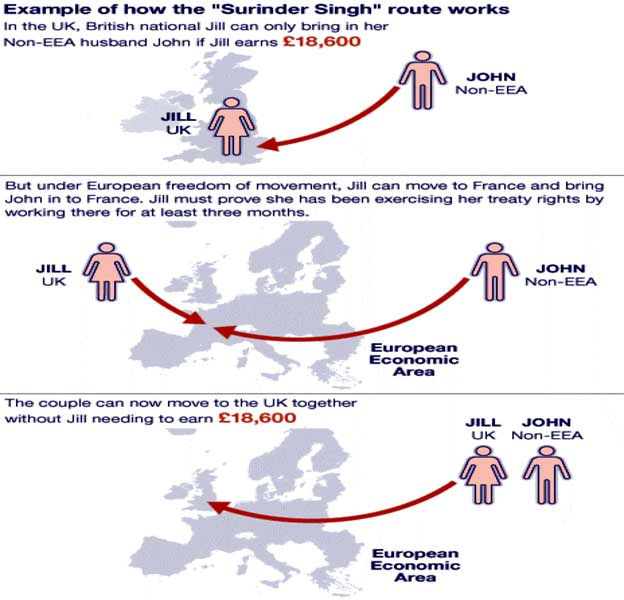 Example of how the "Surinder Singh" route works
In the UK, British national Jill can only bring in her
Non-EEA husband John if Jill earns £18,600
JOHN
Non-EEA
JILL
UK
But under European freedom of movement, Jill can move to France and bring
John in to France. Jill must prove she has been exercising her treaty rights by
working there for at least three months.
JILL
UK
JOHN
Non-EEA
European
Economic
Area
The couple can now move to the UK together
without Jill needing to earn £18,600
JILL JOHN
UK Non-EEA
European
Economic
Area